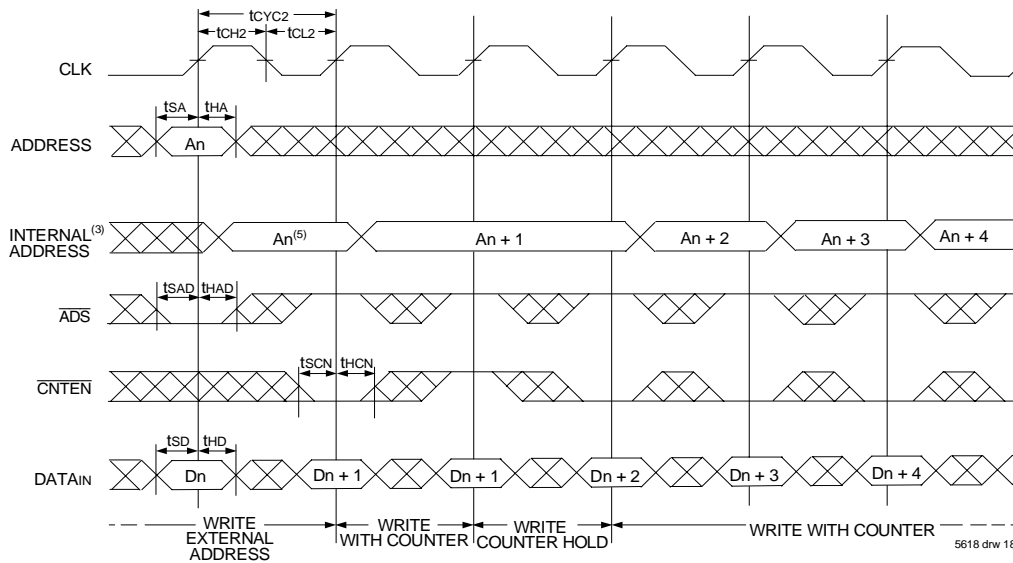 tCYC2
tCH2 tCL2
CLK
tSA tHA
ADDRESS An
INTERNAL(3) ADDRESS An(5) An + 1 An + 2 An + 3 An + 4
tSAD tHAD
ADS
tSCN tHCN
CNTEN
tSD tHD
DATAIN Dn Dn + 1 Dn + 1 Dn + 2 Dn + 3 Dn + 4
WRITE EXTERNAL ADDRESS
WRITE WITH COUNTER
WRITE COUNTER HOLD
WRITE WITH COUNTER
5618 drw 18